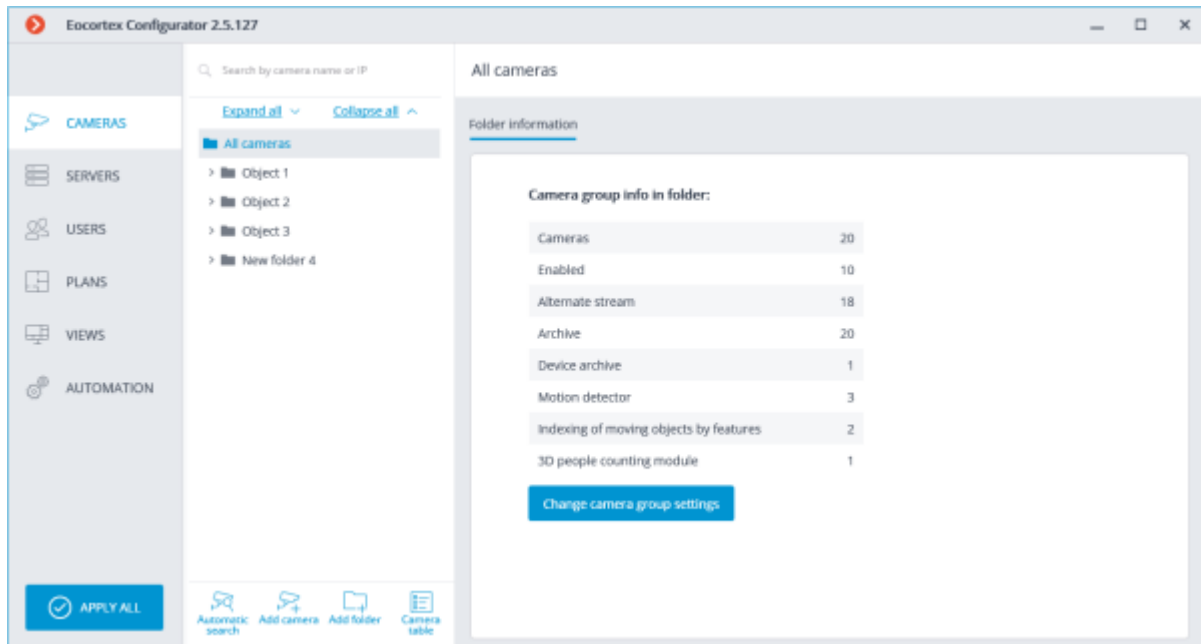 Eocortex Configurator 2.5.127
CAMERAS
SERVERS
USERS
PLANS
VIEWS
AUTOMATION
APPLY ALL
Search by camera name or IP
Expand all
Collapse all
All cameras
Object 1
Object 2
Object 3
New folder 4
Automatic search
Add camera
Add folder
Camera table
All cameras
Folder information
Camera group info in folder:
Cameras 20
Enabled 10
Alternate stream 18
Archive 20
Device archive 1
Motion detector 3
Indexing of moving objects by features 2
3D people counting module 1
Change camera group settings